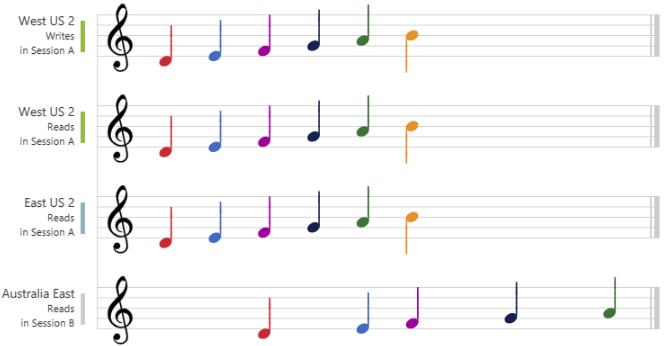 West US 2
Writes
in Session A
West US 2
Reads
in Session A
East US 2
Reads
in Session A
Australia East
Reads
in Session B